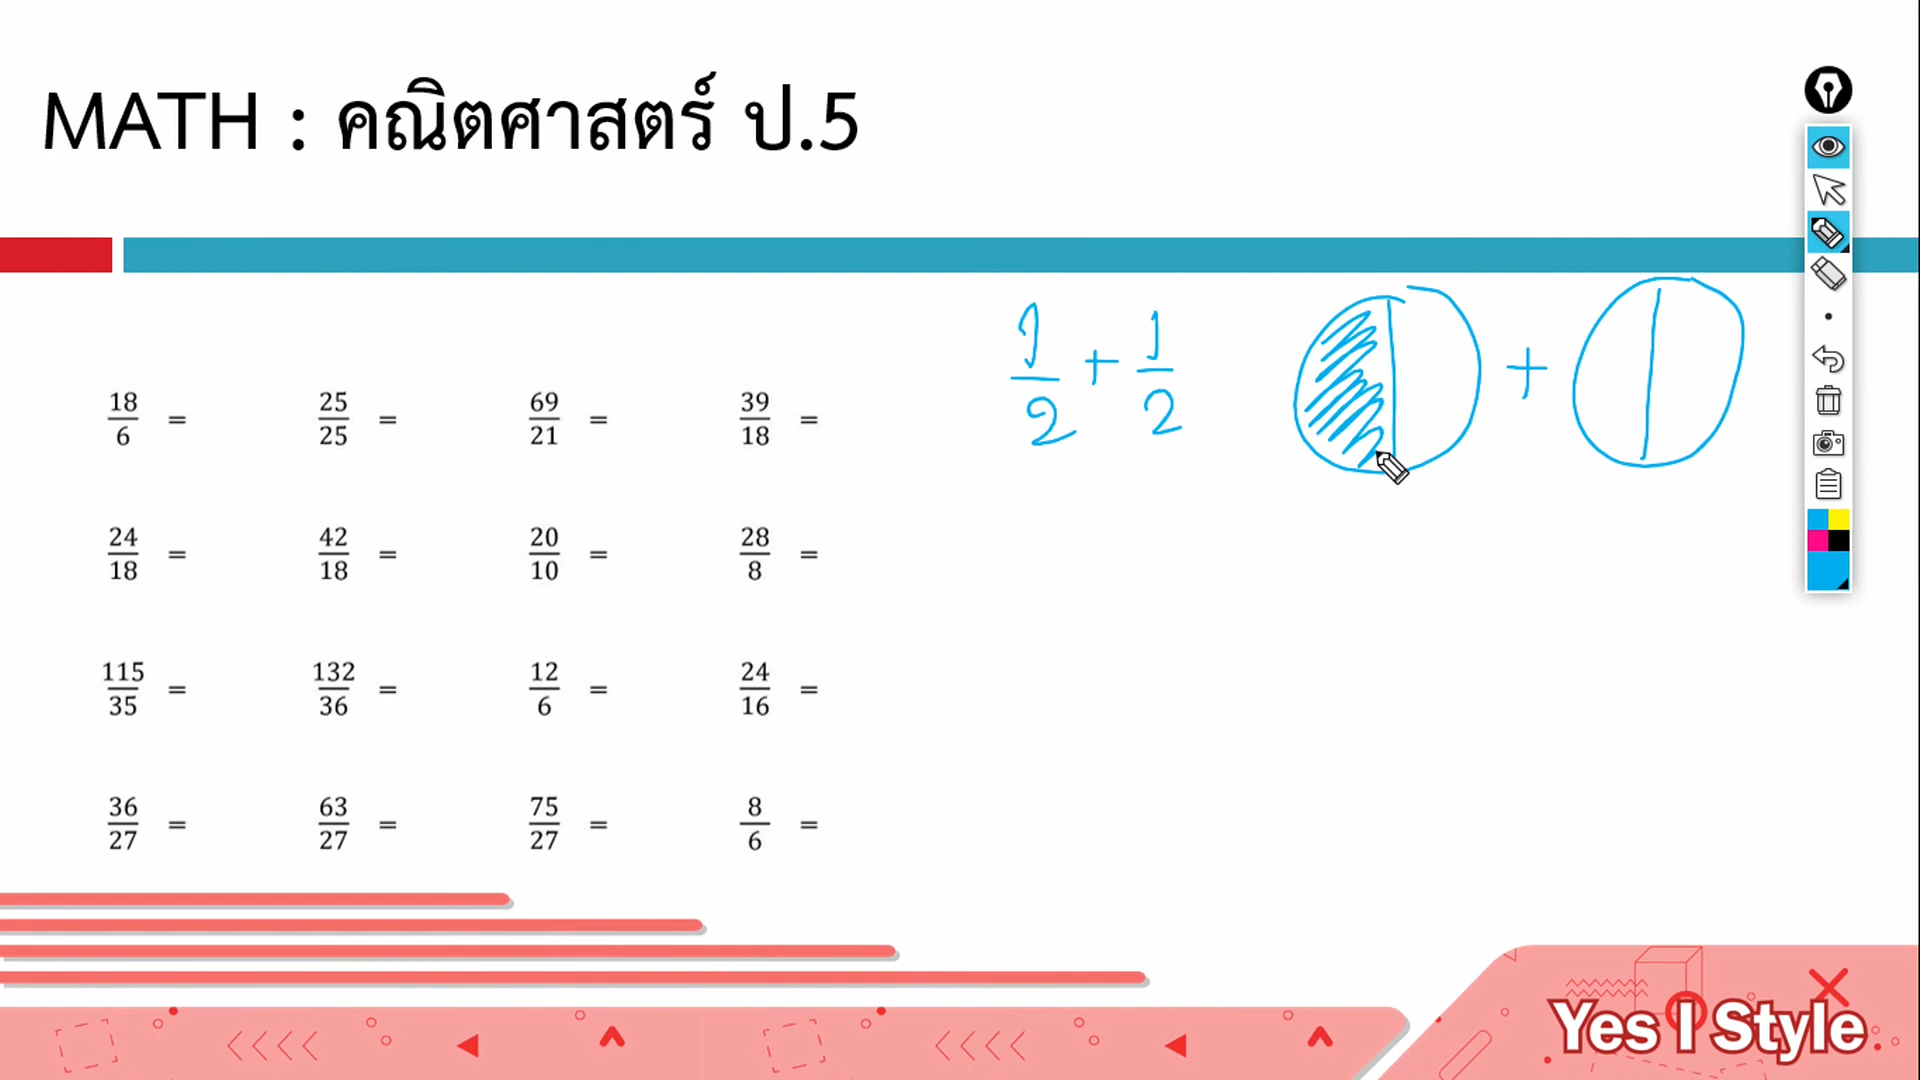 MATH : คณิตศาสตร์ ป.5
1/2 + 1/2 +
18/6 = 25/25 = 69/21 = 39/18 =
24/18 = 42/18 = 20/10 = 28/8 =
115/35 = 132/36 = 12/6 = 24/16 =
36/27 = 63/27 = 75/27 = 8/6 =
Yes I Style